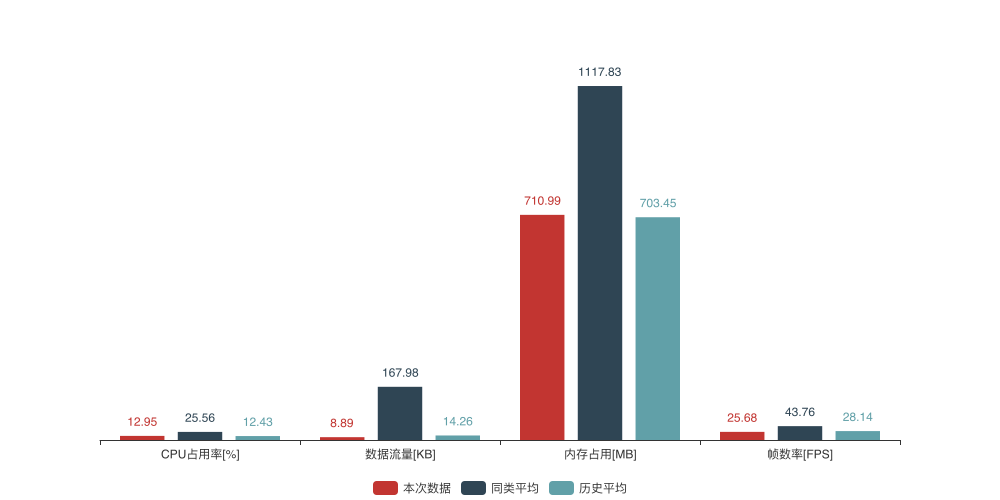 1117.83
710.99
703.45
167.98
12.95
25.56
12.43
8.89
14.26
25.68
43.76
28.14
CPU占用率[%]
数据流量[KB]
内存占用[MB]
帧数率[FPS]
本次数据
同类平均
历史平均